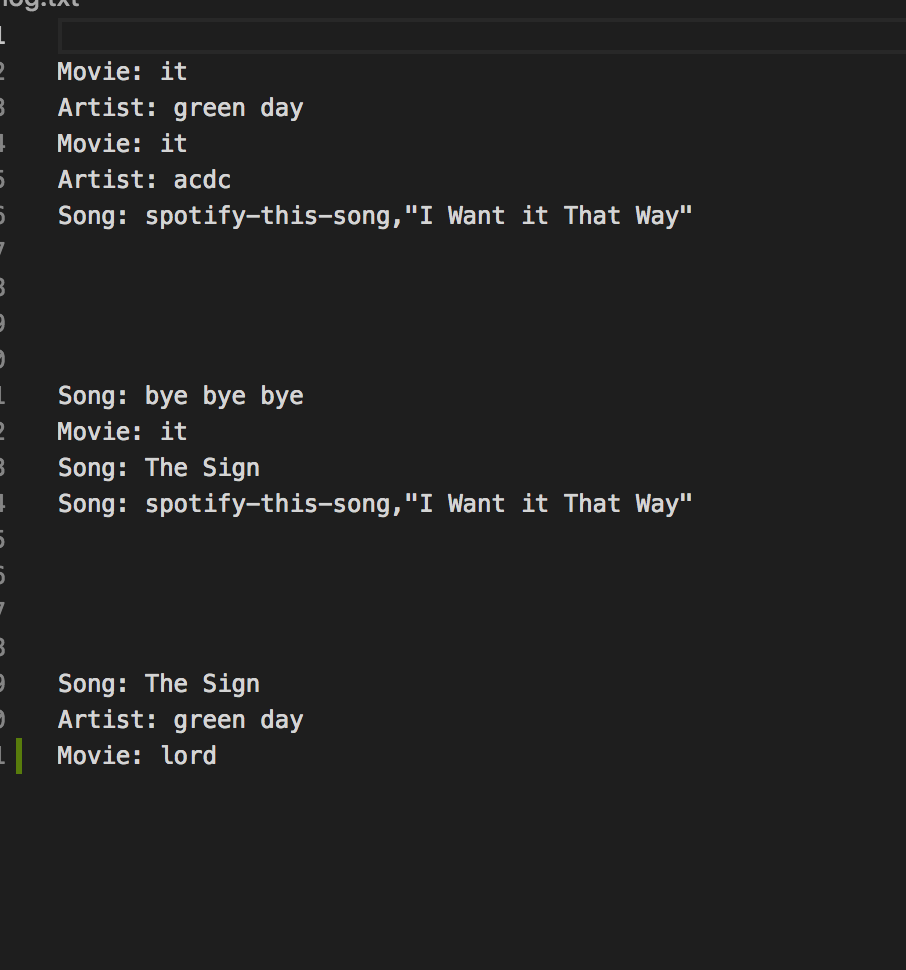 log.txt
1
2 Movie: it
3 Artist: green day
4 Movie: it
5 Artist: acdc
6 Song: spotify-this-song,"I Want it That Way"
7
8
9
0
1 Song: bye bye bye
2 Movie: it
3 Song: The Sign
4 Song: spotify-this-song,"I Want it That Way"
5
6
7
8
9 Song: The Sign
0 Artist: green day
1 Movie: lord